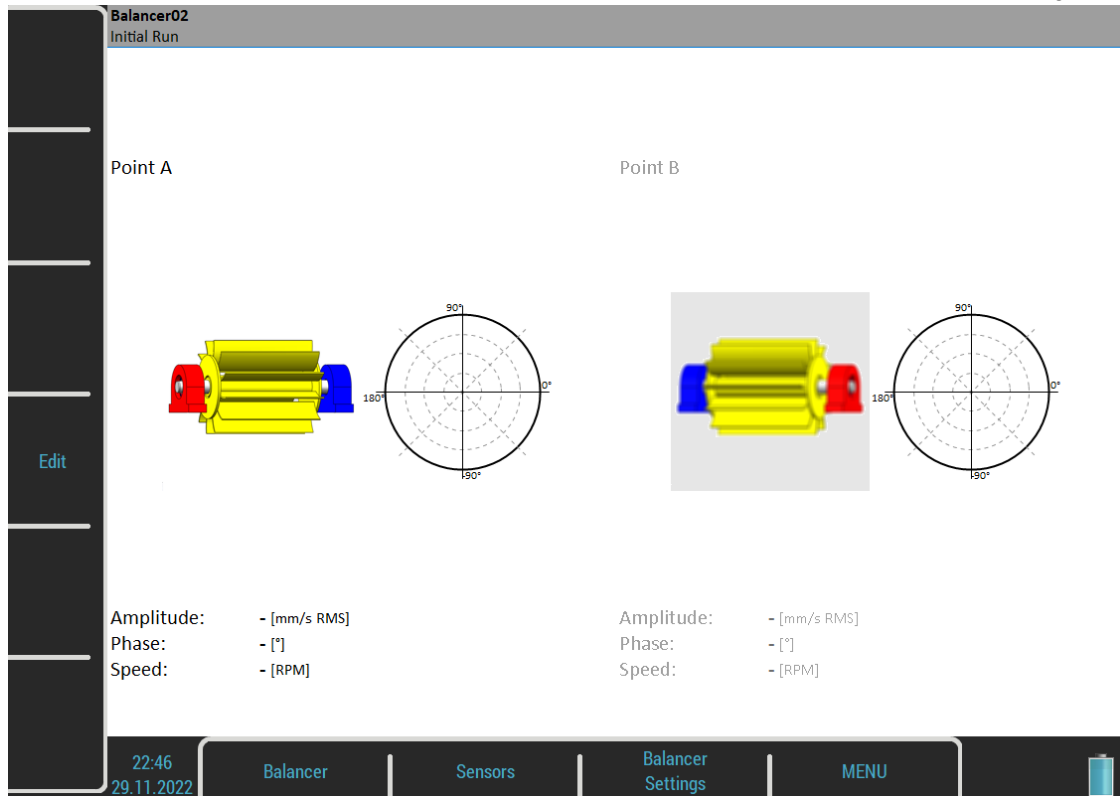 Balancer02
Initial Run
Point A
Point B
90°
0°
180°
-90°
90°
0°
180°
-90°
Edit
Amplitude: - [mm/s RMS]
Phase: - [°]
Speed: - [RPM]
Amplitude: - [mm/s RMS]
Phase: - [°]
Speed: - [RPM]
22:46
29.11.2022
Balancer
Sensors
Balancer
Settings
MENU